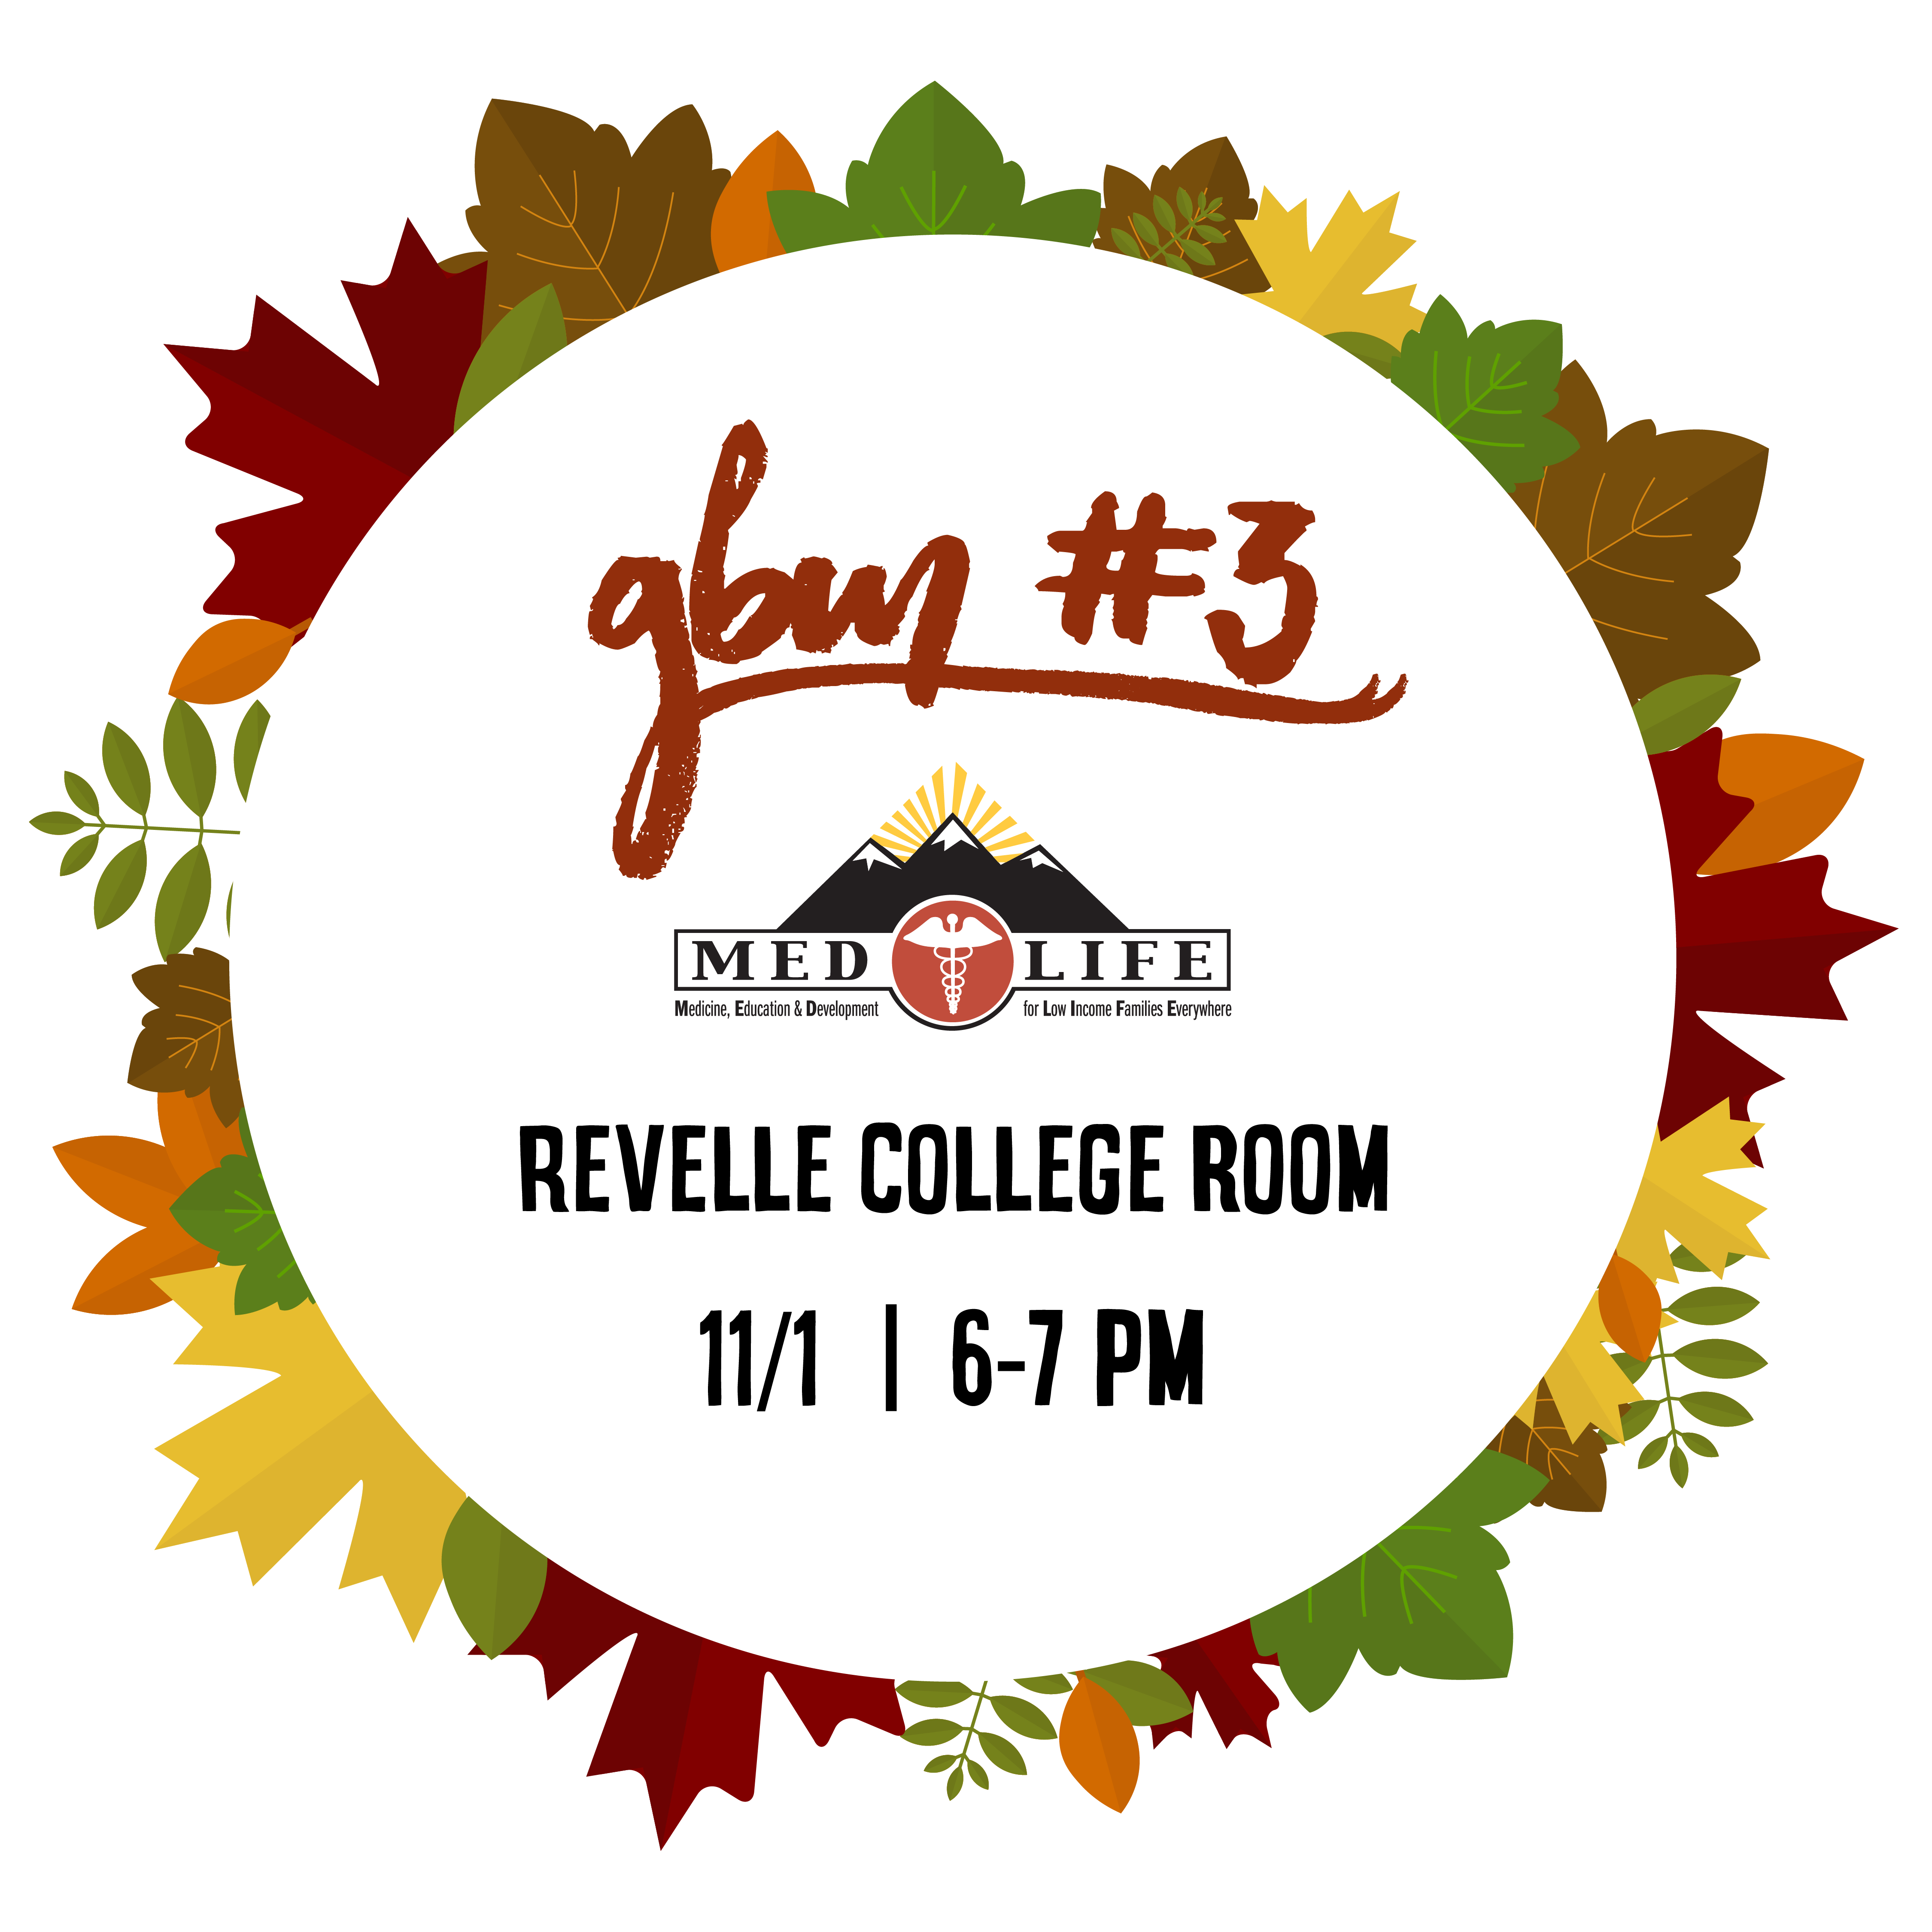 gbm #3
MED LIFE
Medicine, Education & Development for Low Income Families Everywhere
REVELLE COLLEGE ROOM
11/1 | 6-7 PM